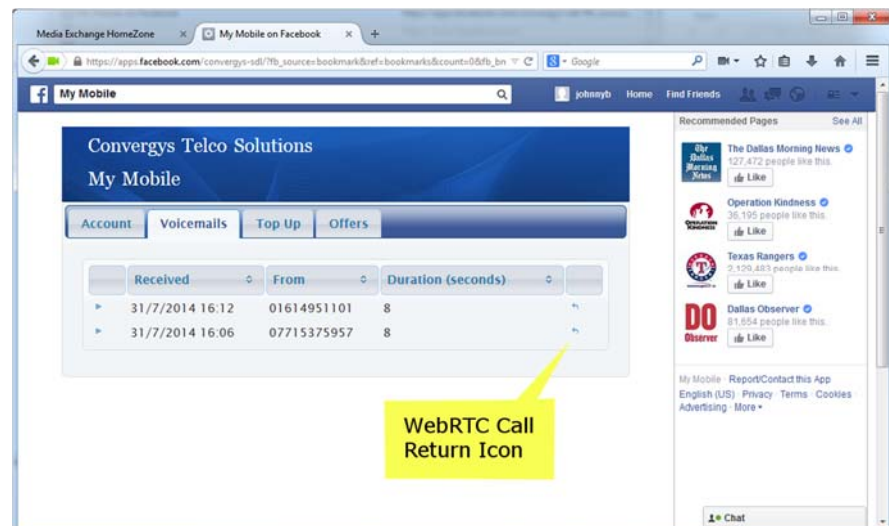 Media Exchange HomeZone × My Mobile on Facebook × +
https://apps.facebook.com/convergys-sdl/?fb_source=bookmark&ref=bookmarks&count=0&fb_bn Google
My Mobile johnnyb Home Find Friends
Convergys Telco Solutions
My Mobile
Account Voicemails Top Up Offers
Received From Duration (seconds)
31/7/2014 16:12 01614951101 8
31/7/2014 16:06 07715375957 8
WebRTC Call
Return Icon
Recommended Pages See All
The Dallas Morning News
The Dallas Morning News
127,472 people like this.
Like
OPERATION KINDNESS
Operation Kindness
36,195 people like this.
Like
Texas Rangers
2,129,483 people like this.
Like
DO
Observer
Dallas Observer
81,654 people like this.
Like
My Mobile · Report/Contact this App
English (US) · Privacy · Terms · Cookies ·
Advertising · More
Chat